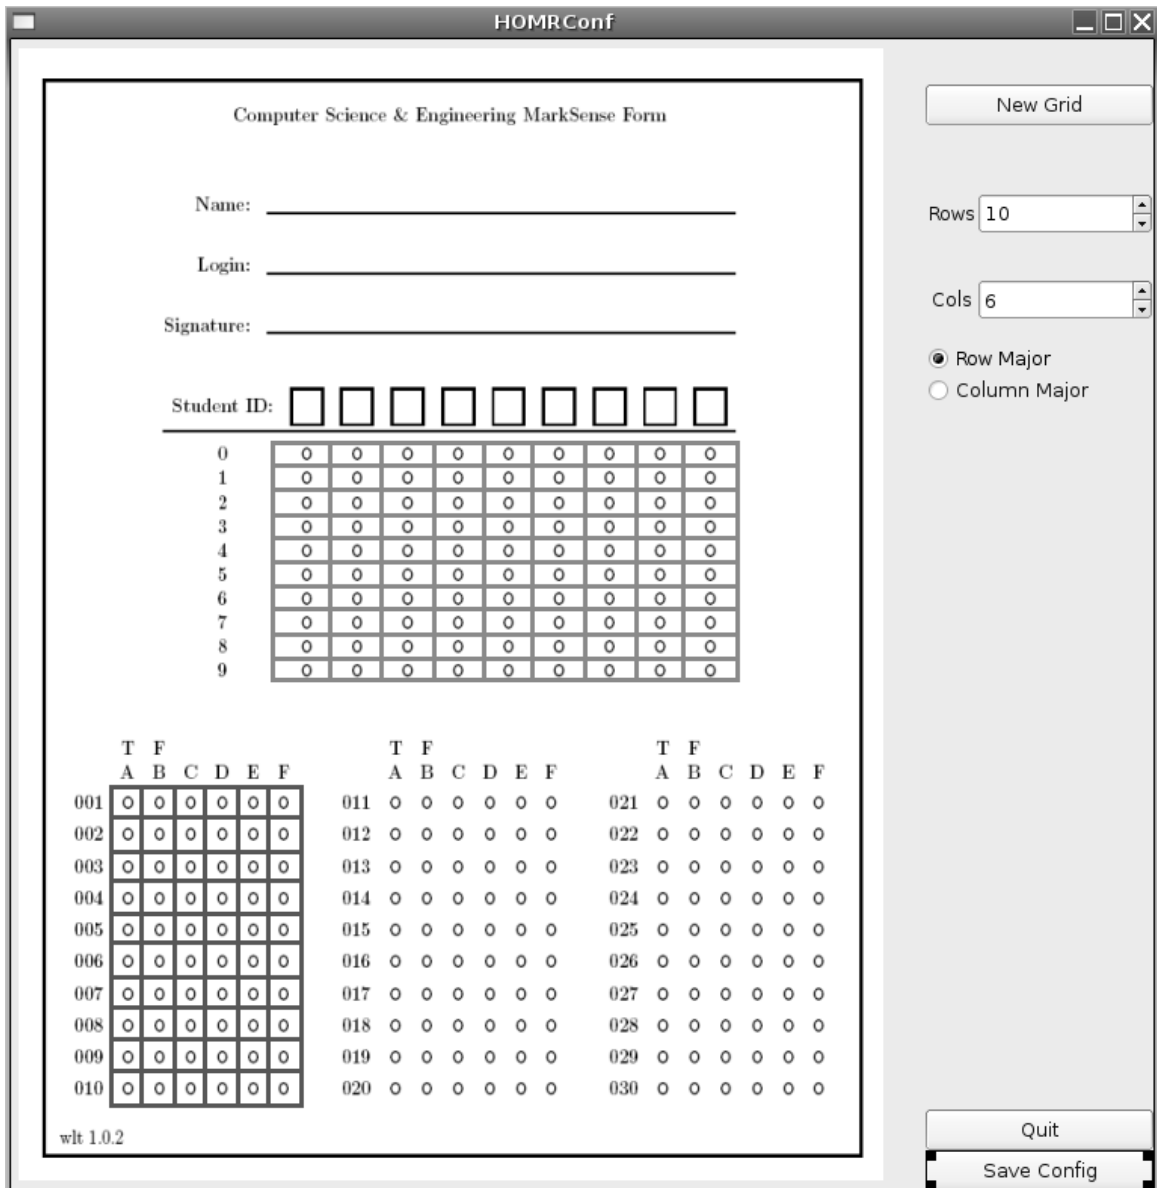 HOMRConf
Computer Science & Engineering MarkSense Form
New Grid
Name:
Rows 10
Login:
Cols 6
Signature:
Row Major
Column Major
Student ID:
0 O O O O O O O O O
1 O O O O O O O O O
2 O O O O O O O O O
3 O O O O O O O O O
4 O O O O O O O O O
5 O O O O O O O O O
6 O O O O O O O O O
7 O O O O O O O O O
8 O O O O O O O O O
9 O O O O O O O O O
T F T F T F
A B C D E F A B C D E F A B C D E F
001 O O O O O O 011 O O O O O O 021 O O O O O O
002 O O O O O O 012 O O O O O O 022 O O O O O O
003 O O O O O O 013 O O O O O O 023 O O O O O O
004 O O O O O O 014 O O O O O O 024 O O O O O O
005 O O O O O O 015 O O O O O O 025 O O O O O O
006 O O O O O O 016 O O O O O O 026 O O O O O O
007 O O O O O O 017 O O O O O O 027 O O O O O O
008 O O O O O O 018 O O O O O O 028 O O O O O O
009 O O O O O O 019 O O O O O O 029 O O O O O O
010 O O O O O O 020 O O O O O O 030 O O O O O O
wlt 1.0.2
Quit
Save Config